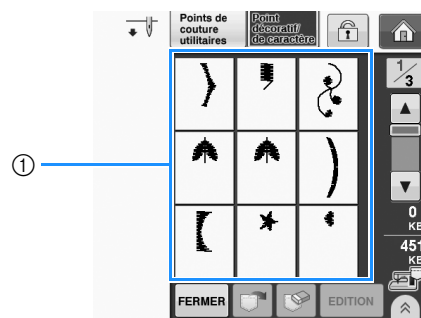 Points de
couture
utilitaires
Point
décoratif/
de caractère
1/3
①
0
KB
451
KB
FERMER
EDITION